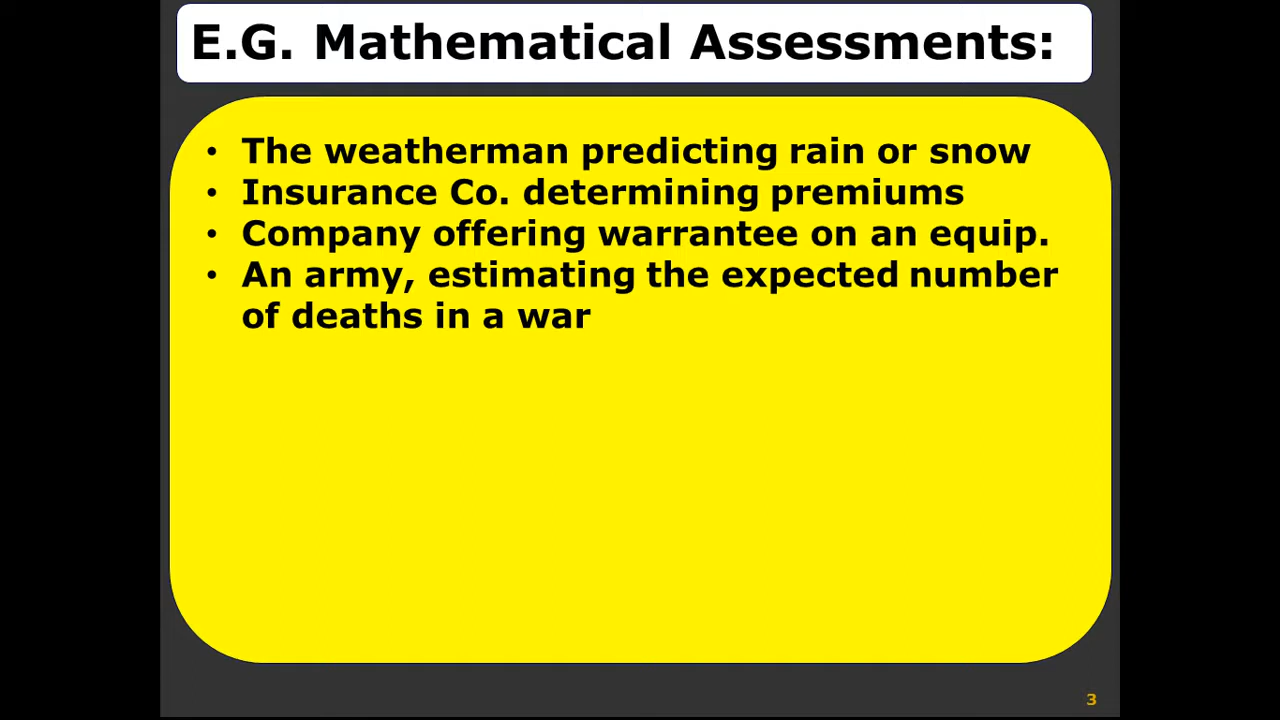 E.G. Mathematical Assessments:
• The weatherman predicting rain or snow
• Insurance Co. determining premiums
• Company offering warrantee on an equip.
• An army, estimating the expected number
of deaths in a war
3